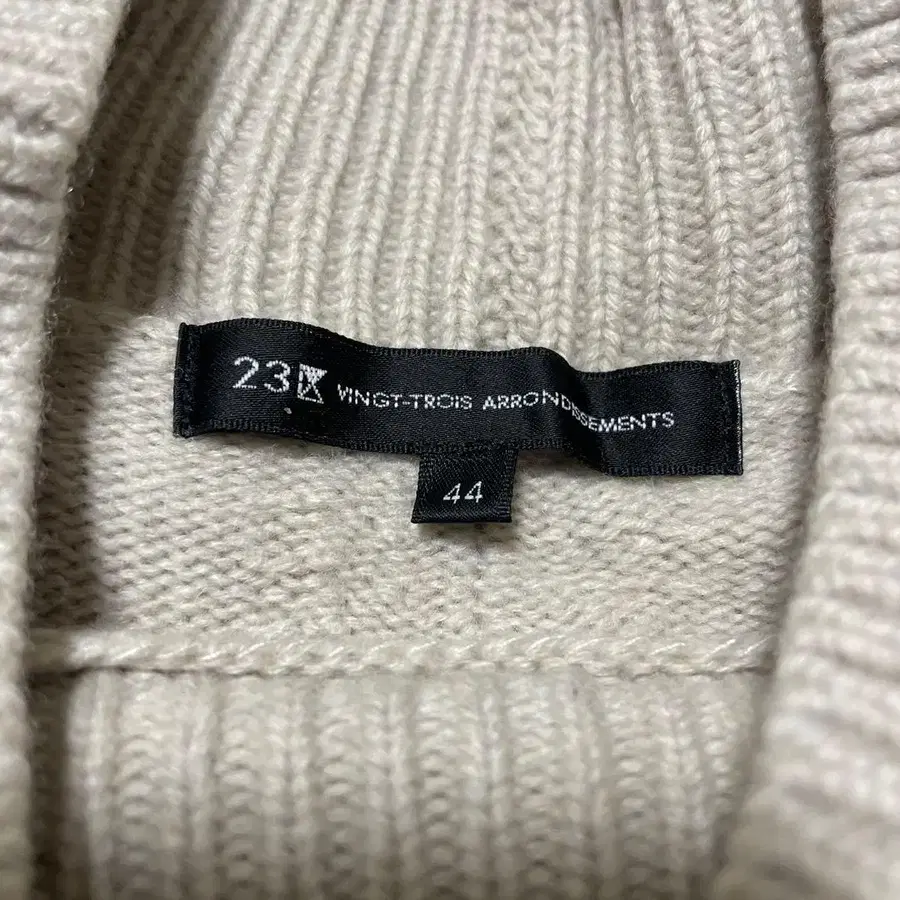 23区 VINGT-TROIS ARRONDISSEMENTS
44